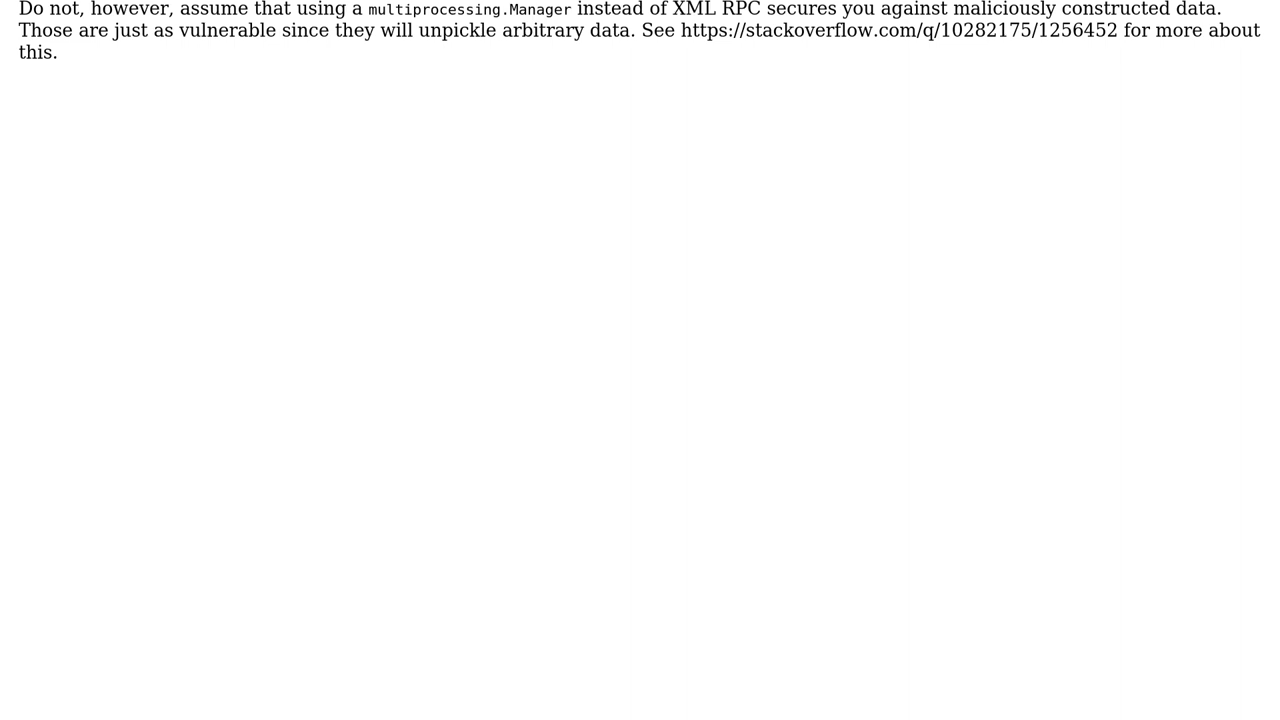 Do not, however, assume that using a multiprocessing.Manager instead of XML RPC secures you against maliciously constructed data.
Those are just as vulnerable since they will unpickle arbitrary data. See https://stackoverflow.com/q/10282175/1256452 for more about
this.